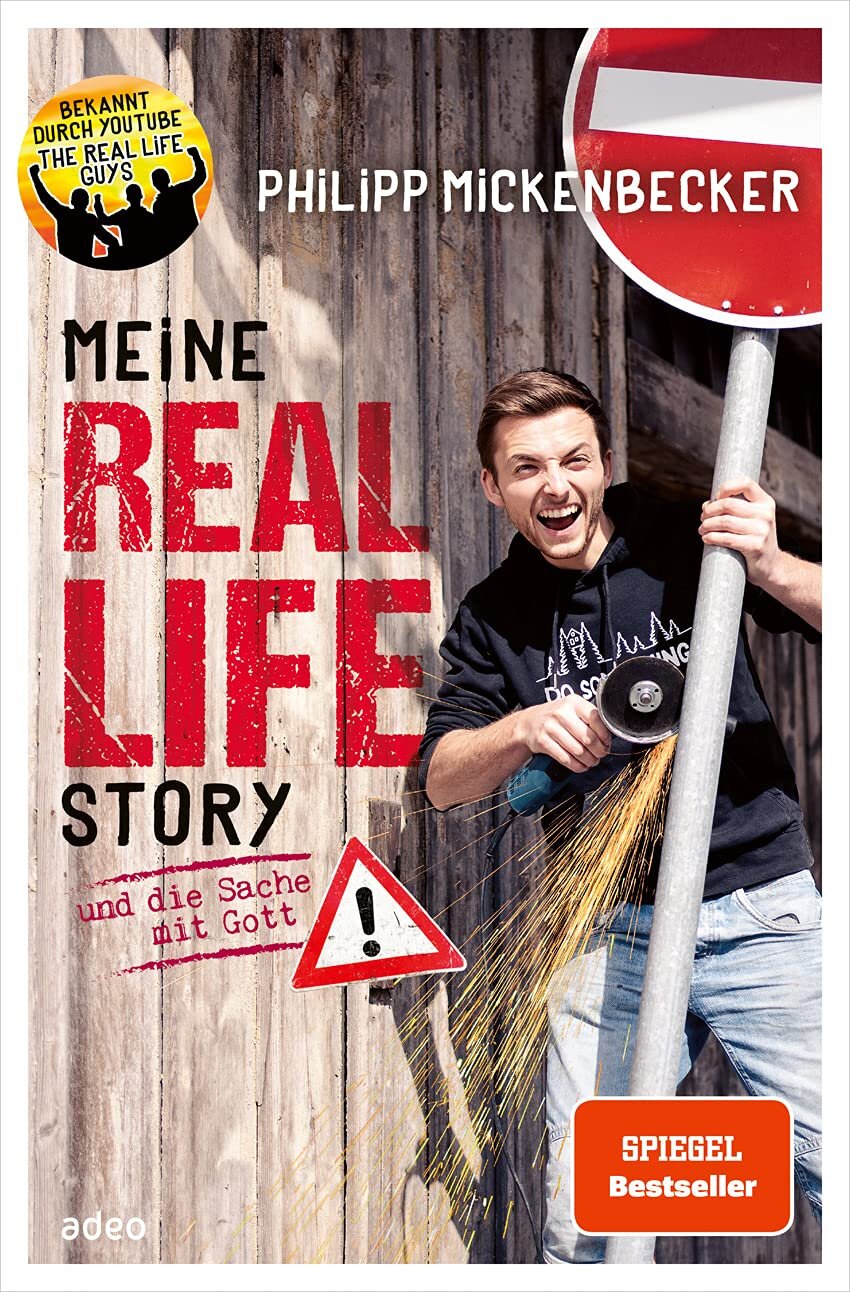 BEKANNT
DURCH YOUTUBE
THE REAL LiFE
GUYS
PHiLiPP MiCKENBECKER
MEiNE
REAL
LIFE
STORY
und die Sache
mit Gott
!
DO
SPIEGEL
Bestseller
adeo